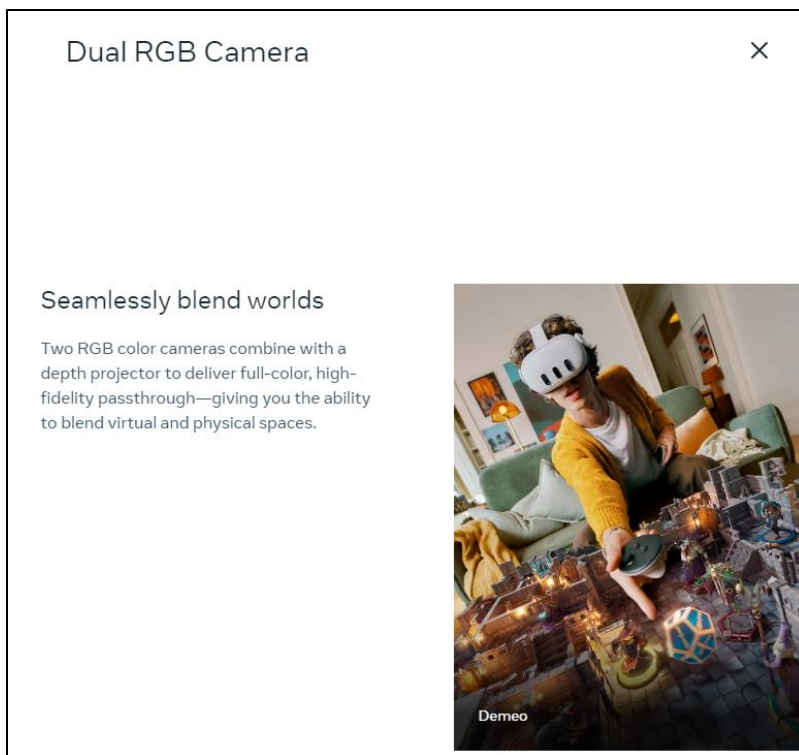 Dual RGB Camera
Seamlessly blend worlds
Two RGB color cameras combine with a
depth projector to deliver full-color, high-
fidelity passthrough—giving you the ability
to blend virtual and physical spaces.
Demeo